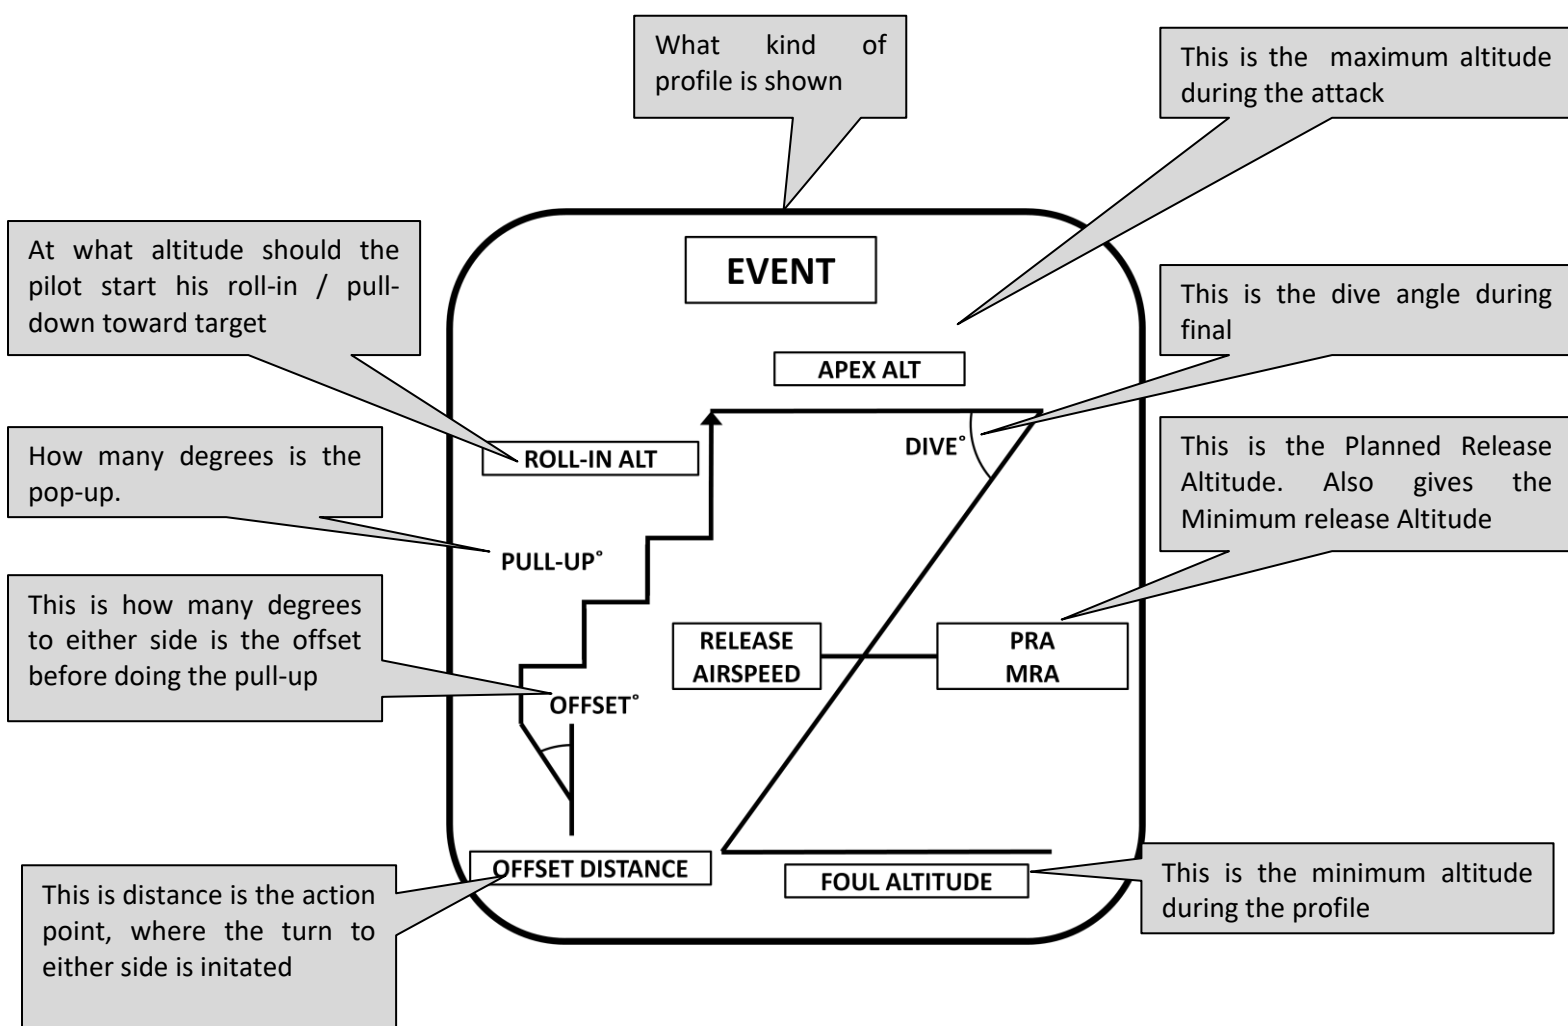 What kind of
profile is shown
This is the maximum altitude
during the attack
At what altitude should the
pilot start his roll-in / pull-
down toward target
EVENT
This is the dive angle during
final
APEX ALT
How many degrees is the
pop-up.
ROLL-IN ALT
DIVE°
This is the Planned Release
Altitude. Also gives the
Minimum release Altitude
PULL-UP°
This is how many degrees
to either side is the offset
before doing the pull-up
OFFSET°
RELEASE
AIRSPEED
PRA
MRA
OFFSET DISTANCE
FOUL ALTITUDE
This is distance is the action
point, where the turn to
either side is initated
This is the minimum altitude
during the profile